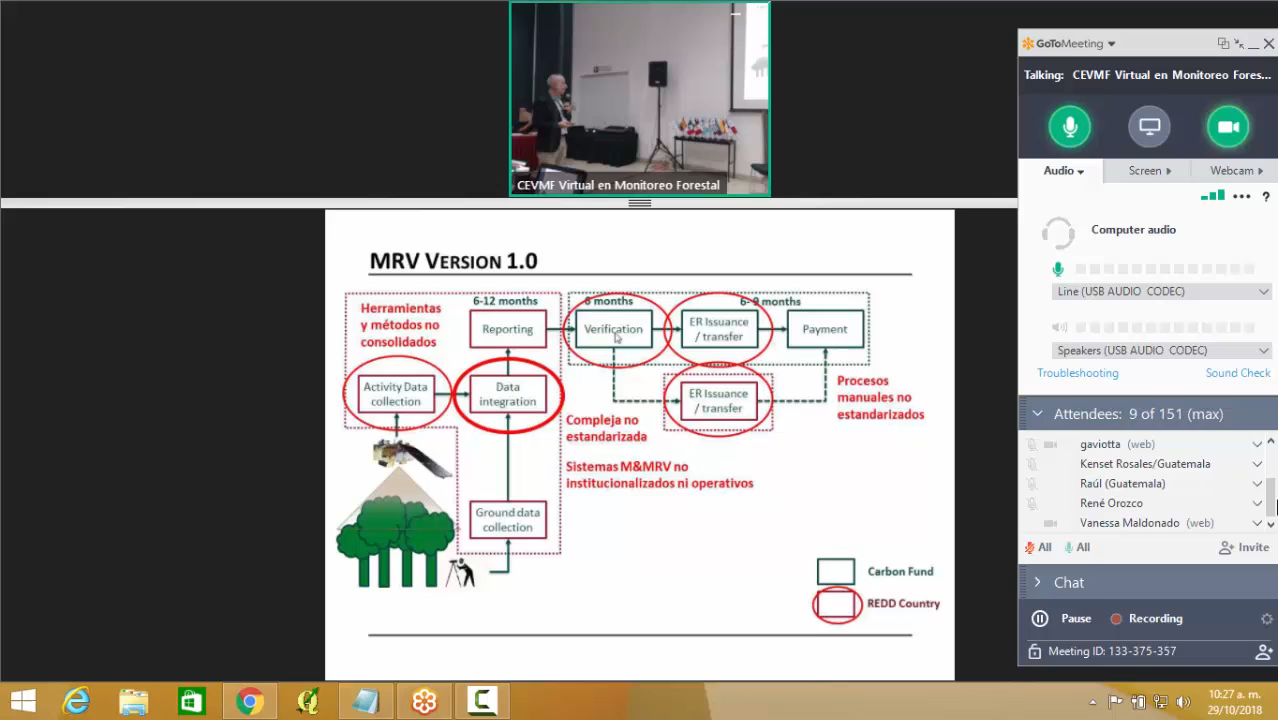 CEVMF Virtual en Monitoreo Forestal
MRV VERSION 1.0
Herramientas
y métodos no
consolidados
6-12 months
6 months
6- 9 months
Reporting
Verification
ER Issuance
/ transfer
Payment
Activity Data
collection
Data
integration
ER Issuance
/ transfer
Procesos
manuales no
estandarizados
Compleja no
estandarizada
Sistemas M&MRV no
institucionalizados ni operativos
Ground data
collection
Carbon Fund
REDD Country
GoToMeeting
Talking: CEVMF Virtual en Monitoreo Fores...
Audio
Screen
Webcam
?
Computer audio
Line (USB AUDIO CODEC)
Speakers (USB AUDIO CODEC)
Troubleshooting
Sound Check
Attendees: 9 of 151 (max)
gaviotta (web)
Kenset Rosales/Guatemala
Raúl (Guatemala)
René Orozco
Vanessa Maldonado (web)
All
All
Invite
Chat
Pause
Recording
Meeting ID: 133-375-357
10:27 a. m.
29/10/2018